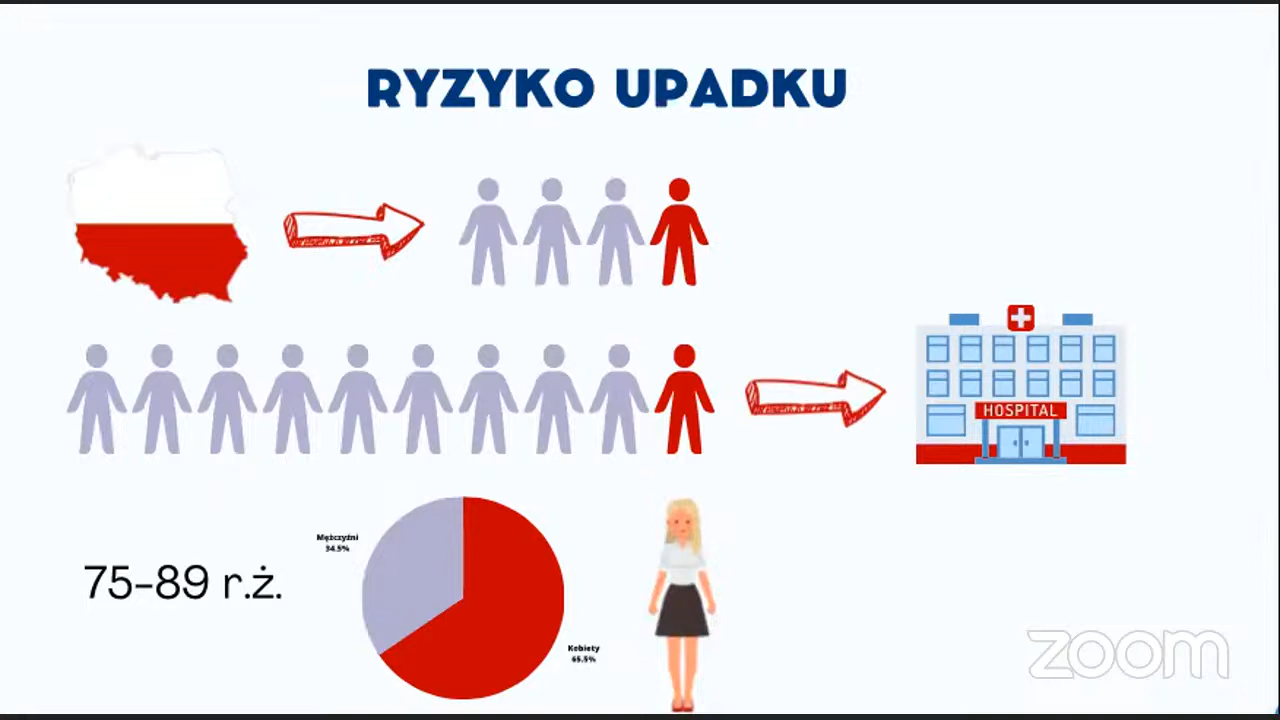 RYZYKO UPADKU
HOSPITAL
Mężczyźni
34.5%
75-89 r.ż.
Kobiety
65.5%
zoom